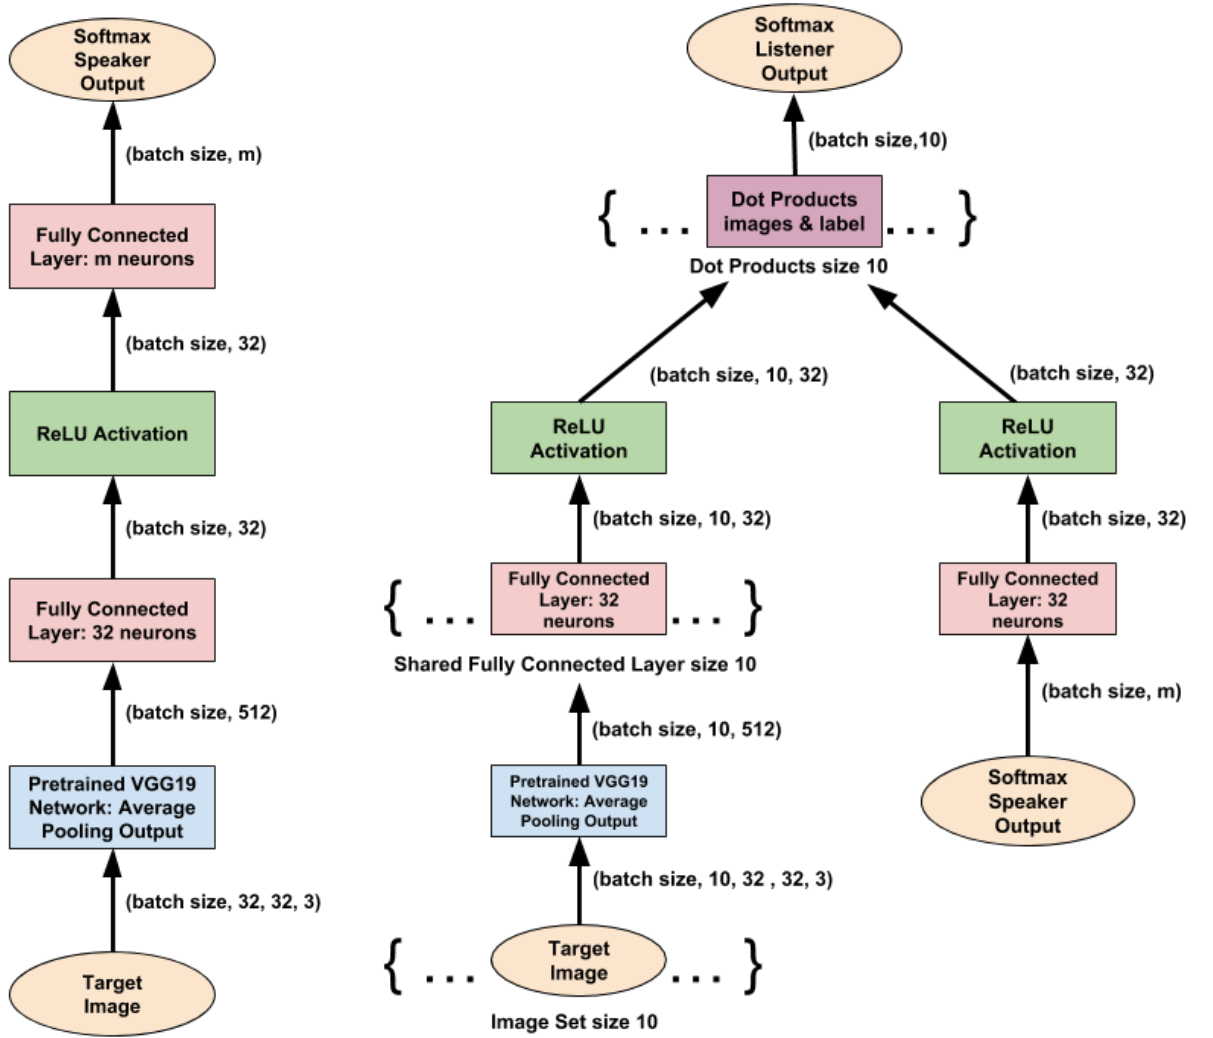 Softmax
Speaker
Output
(batch size, m)
Fully Connected
Layer: m neurons
(batch size, 32)
ReLU Activation
(batch size, 32)
Fully Connected
Layer: 32 neurons
(batch size, 512)
Pretrained VGG19
Network: Average
Pooling Output
(batch size, 32, 32, 3)
Target
Image
Softmax
Listener
Output
(batch size,10)
{ ... Dot Products ... }
images & label
Dot Products size 10
(batch size, 10, 32)
ReLU
Activation
(batch size, 10, 32)
{ ... Fully Connected ... }
Layer: 32
neurons
Shared Fully Connected Layer size 10
(batch size, 10, 512)
Pretrained VGG19
Network: Average
Pooling Output
(batch size, 10, 32 , 32, 3)
{ ... Target ... }
Image
Image Set size 10
(batch size, 32)
ReLU
Activation
(batch size, 32)
Fully Connected
Layer: 32
neurons
(batch size, m)
Softmax
Speaker
Output